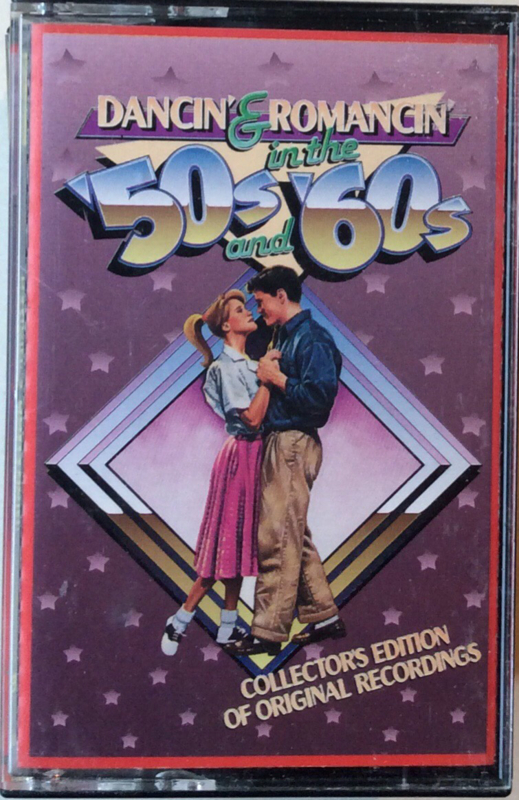 DANCIN' & ROMANCIN'
in the
'50s and '60s
COLLECTOR'S EDITION
OF ORIGINAL RECORDINGS